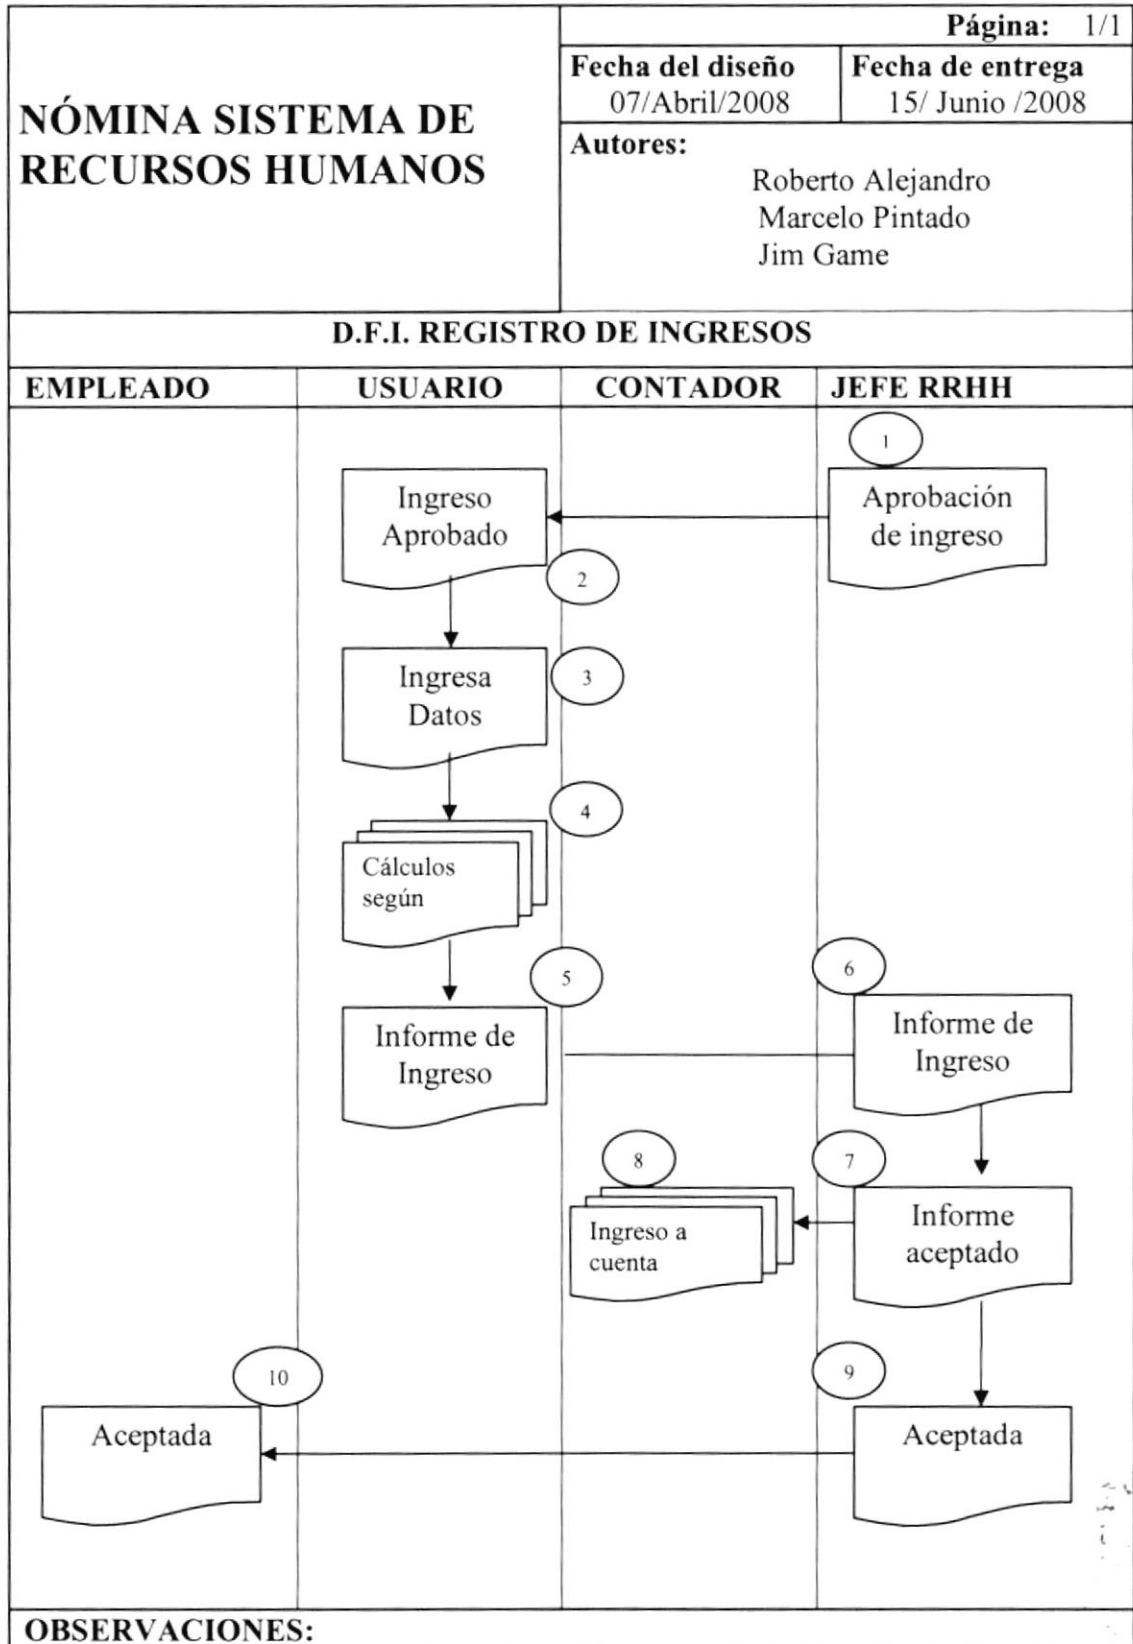 NÓMINA SISTEMA DE
RECURSOS HUMANOS
Página: 1/1
Fecha del diseño
07/Abril/2008
Fecha de entrega
15/ Junio /2008
Autores:
Roberto Alejandro
Marcelo Pintado
Jim Game
D.F.I. REGISTRO DE INGRESOS
EMPLEADO
USUARIO
CONTADOR
JEFE RRHH
1
Aprobación
de ingreso
Ingreso
Aprobado
2
Ingresa
Datos
3
4
Cálculos
según
5
Informe de
Ingreso
6
Informe de
Ingreso
7
Informe
aceptado
8
Ingreso a
cuenta
9
Aceptada
10
Aceptada
OBSERVACIONES: